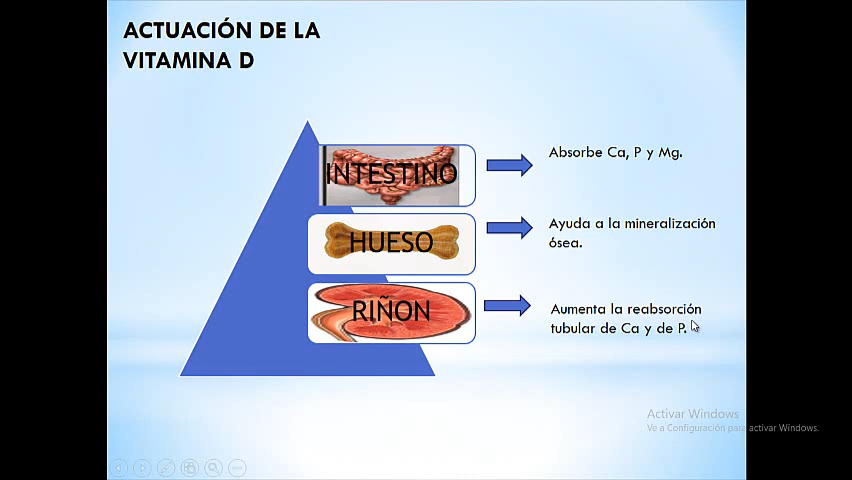 ACTUACIÓN DE LA
VITAMINA D
INTESTINO
Absorbe Ca, P y Mg.
HUESO
Ayuda a la mineralización
ósea.
RIÑON
Aumenta la reabsorción
tubular de Ca y de P.
Activar Windows
Ve a Configuración para activar Windows.